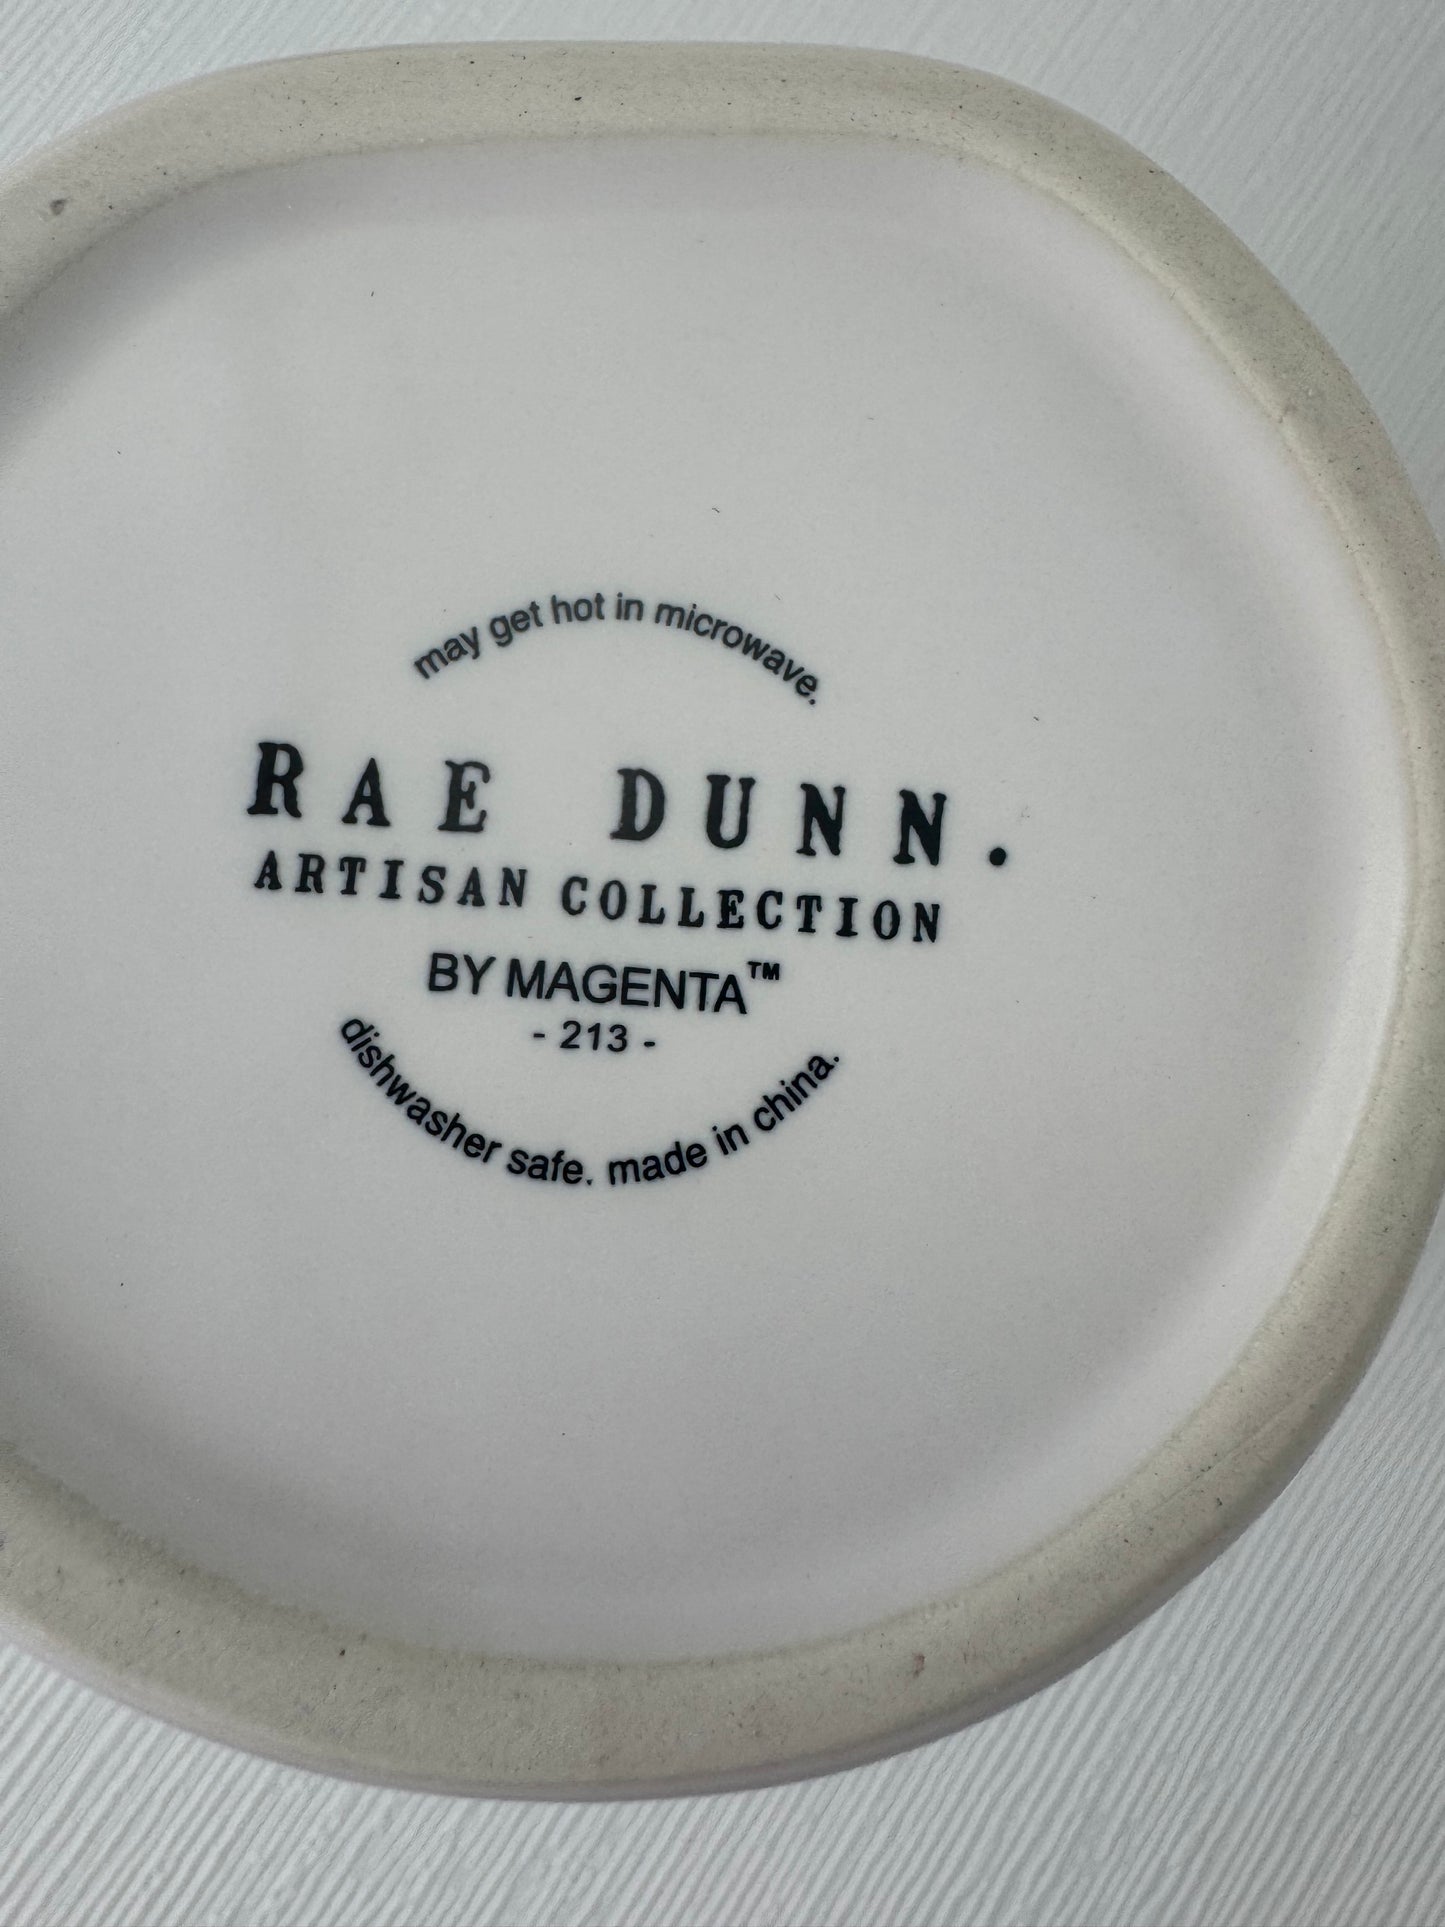 may get hot in microwave.
RAE DUNN.
ARTISAN COLLECTION
BY MAGENTA™
- 213 -
dishwasher safe. made in china.